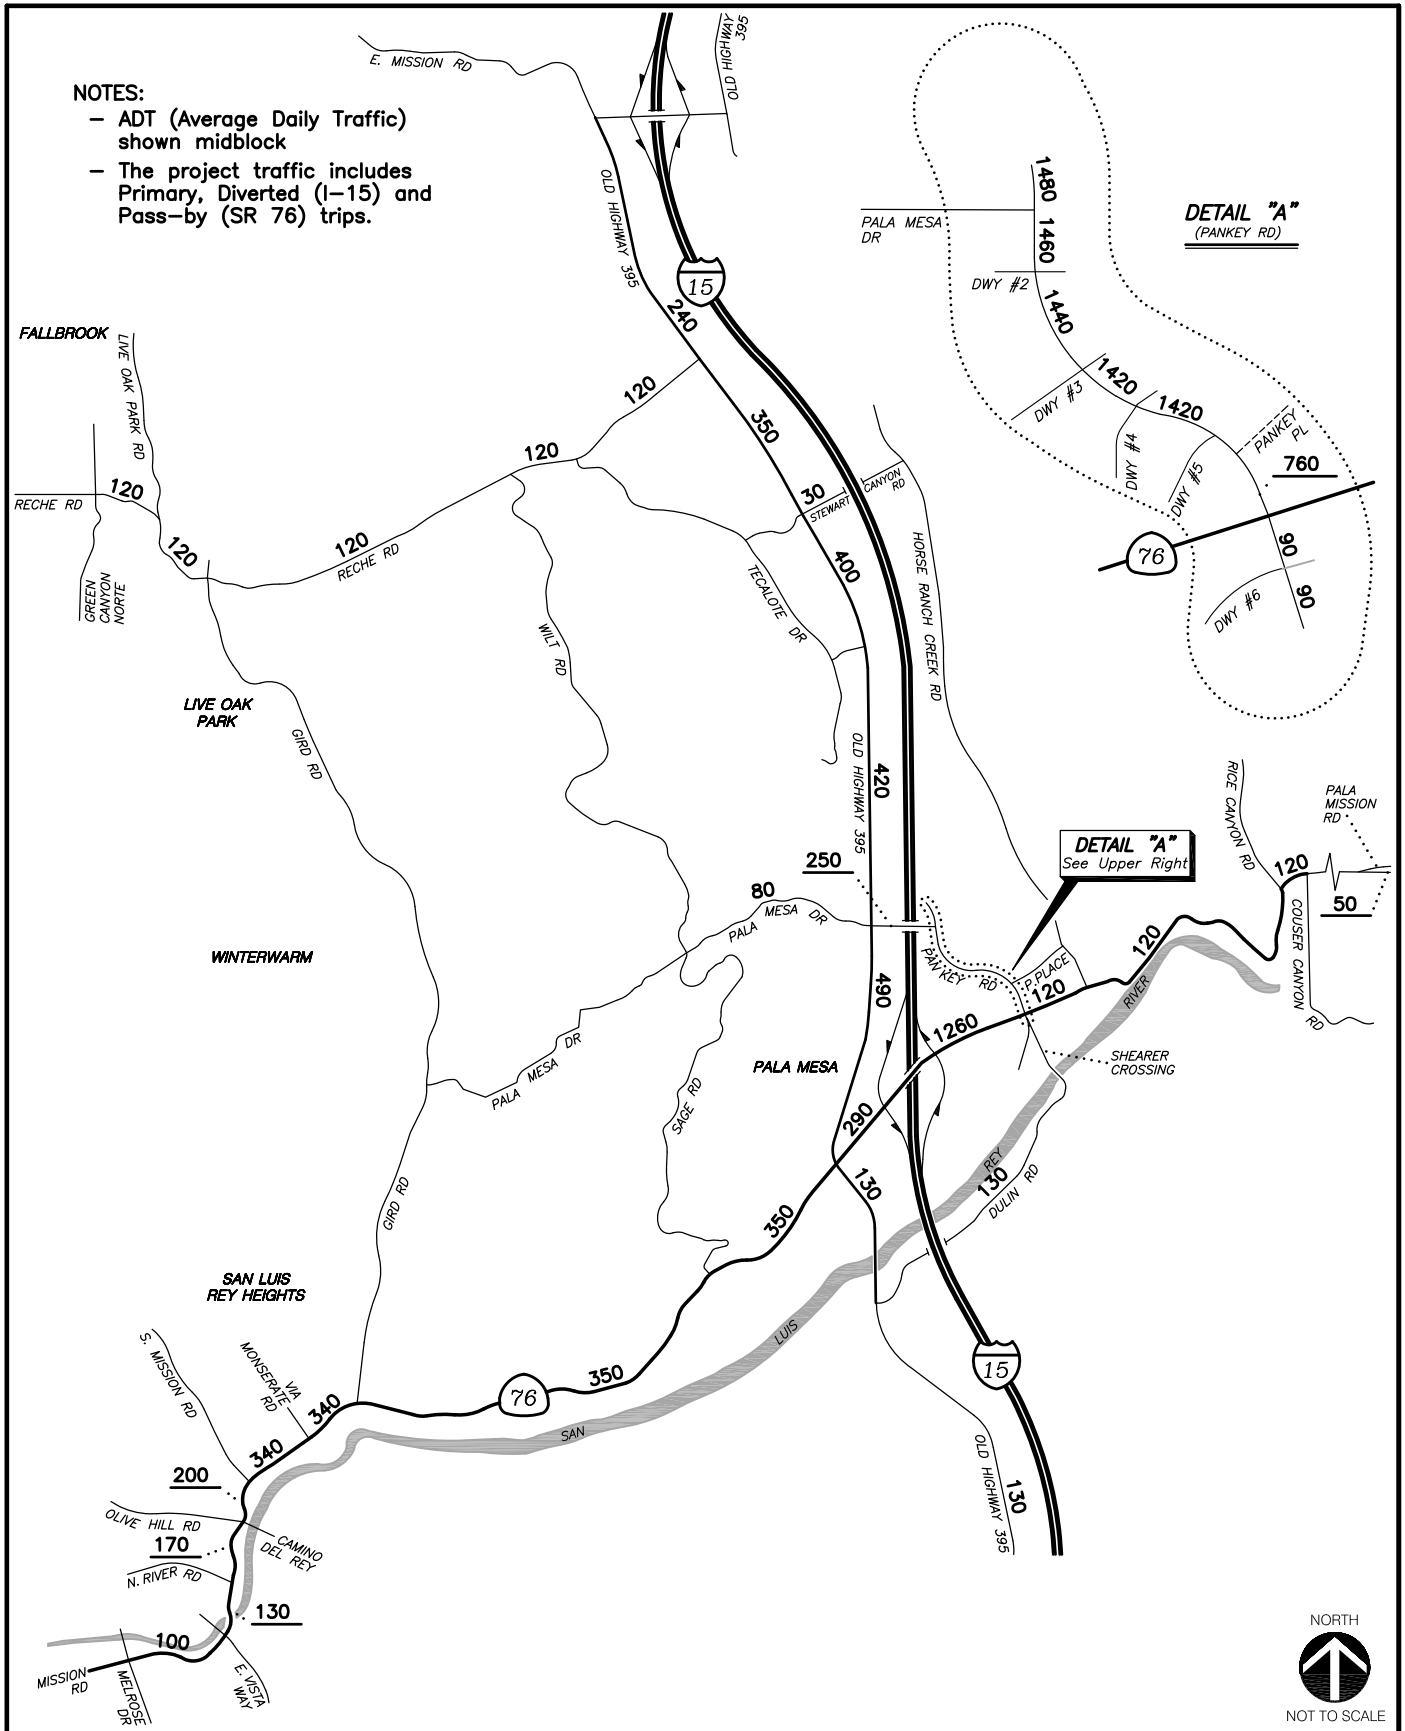 E. MISSION RD
OLD HIGHWAY
395
NOTES:
– ADT (Average Daily Traffic)
shown midblock
– The project traffic includes
Primary, Diverted (I–15) and
Pass–by (SR 76) trips.
OLD HIGHWAY 395
15
240
DETAIL "A"
(PANKEY RD)
1480
PALA MESA
DR
1460
DWY #2
1440
1420
DWY #3
1420
DWY #4
DWY #5
PANKEY
PL
760
76
90
DWY #6
90
FALLBROOK
LIVE OAK PARK RD
120
350
120
RECHE RD
120
GREEN
CANYON
NORTE
120
120
RECHE RD
30
STEWART
CANYON
RD
400
TECALOTE DR
WILT RD
HORSE RANCH CREEK RD
LIVE OAK
PARK
GIRD RD
OLD HIGHWAY 395
420
250
80
PALA MESA DR
DETAIL "A"
See Upper Right
RICE CANYON RD
PALA
MISSION
RD
120
50
COUSER CANYON RD
120
WINTERWARM
PANKEY RD
P.PLACE
120
490
1260
RIVER
SHEARER
CROSSING
PALA MESA DR
PALA MESA
SAGE RD
290
130
REY
130
DULIN RD
GIRD RD
350
SAN LUIS
REY HEIGHTS
LUIS
15
S. MISSION RD
VIA
MONSERATE
RD
340
76
350
SAN
340
OLD HIGHWAY 395
130
200
OLIVE HILL RD
170
CAMINO
DEL REY
N. RIVER RD
130
100
MISSION
RD
MELROSE
DR
E. VISTA
WAY
NORTH
NOT TO SCALE